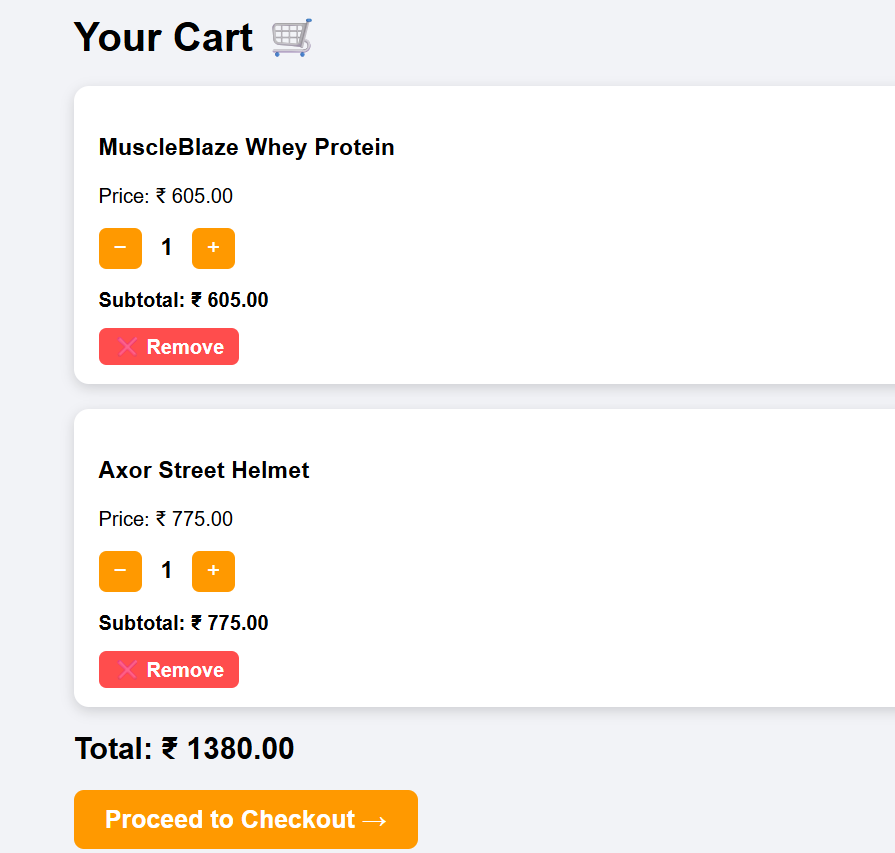 Your Cart 🛒
MuscleBlaze Whey Protein
Price: ₹ 605.00
− 1 +
Subtotal: ₹ 605.00
❌ Remove
Axor Street Helmet
Price: ₹ 775.00
− 1 +
Subtotal: ₹ 775.00
❌ Remove
Total: ₹ 1380.00
Proceed to Checkout →